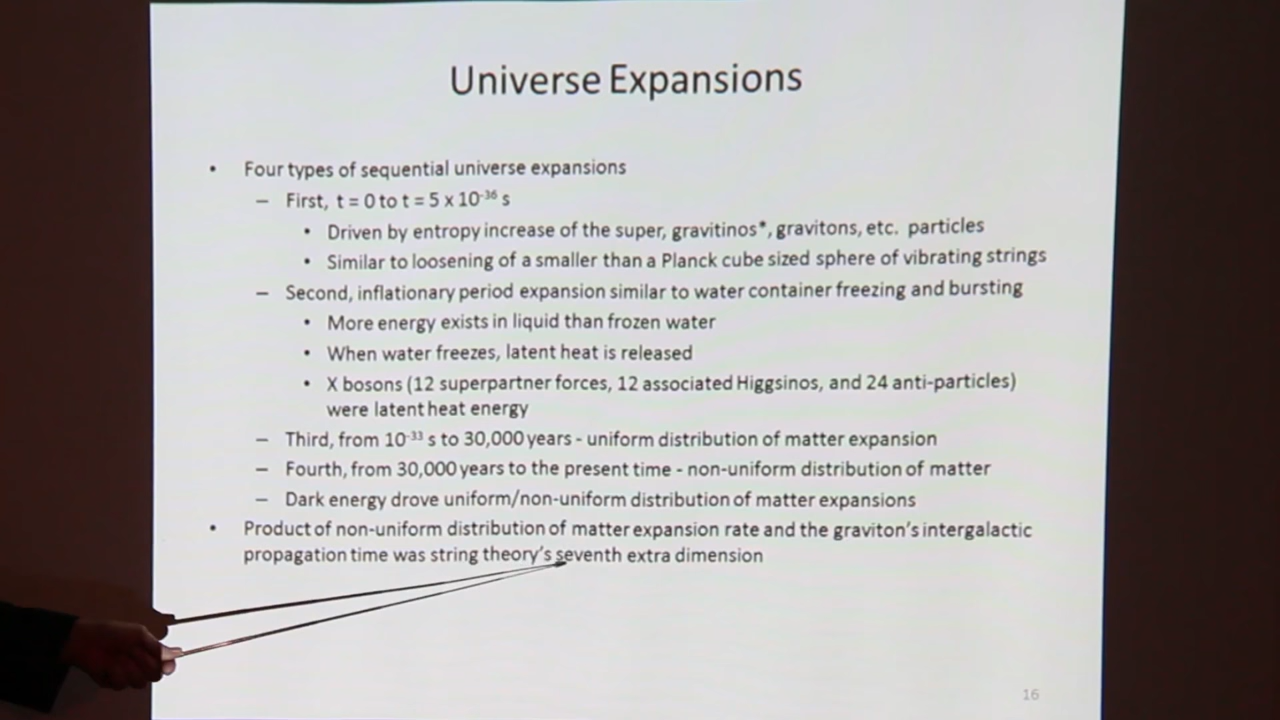 Universe Expansions
• Four types of sequential universe expansions
– First, t = 0 to t = 5 x 10⁻³⁶ s
• Driven by entropy increase of the super, gravitinos*, gravitons, etc. particles
• Similar to loosening of a smaller than a Planck cube sized sphere of vibrating strings
– Second, inflationary period expansion similar to water container freezing and bursting
• More energy exists in liquid than frozen water
• When water freezes, latent heat is released
• X bosons (12 superpartner forces, 12 associated Higgsinos, and 24 anti-particles)
were latent heat energy
– Third, from 10⁻³³ s to 30,000 years - uniform distribution of matter expansion
– Fourth, from 30,000 years to the present time - non-uniform distribution of matter
– Dark energy drove uniform/non-uniform distribution of matter expansions
• Product of non-uniform distribution of matter expansion rate and the graviton's intergalactic
propagation time was string theory's seventh extra dimension
16